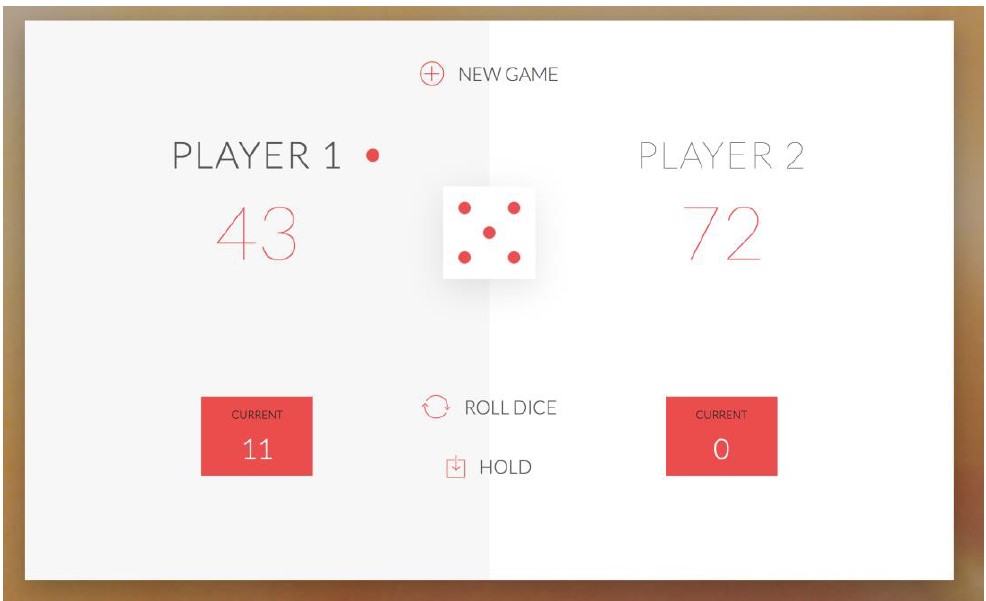 NEW GAME
PLAYER 1
PLAYER 2
43
72
CURRENT
11
ROLL DICE
HOLD
CURRENT
0